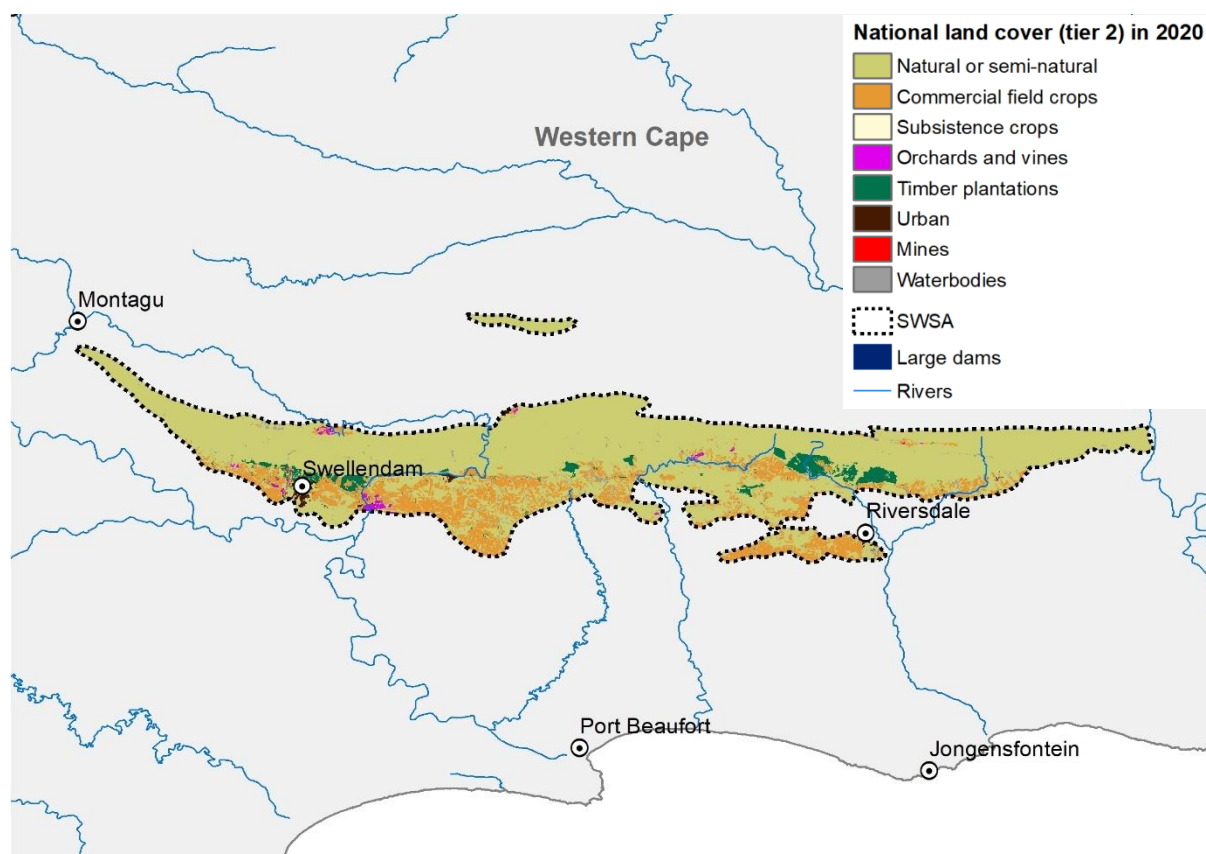 National land cover (tier 2) in 2020
Natural or semi-natural
Commercial field crops
Subsistence crops
Orchards and vines
Timber plantations
Urban
Mines
Waterbodies
SWSA
Large dams
Rivers
Western Cape
Montagu
Swellendam
Riversdale
Port Beaufort
Jongensfontein